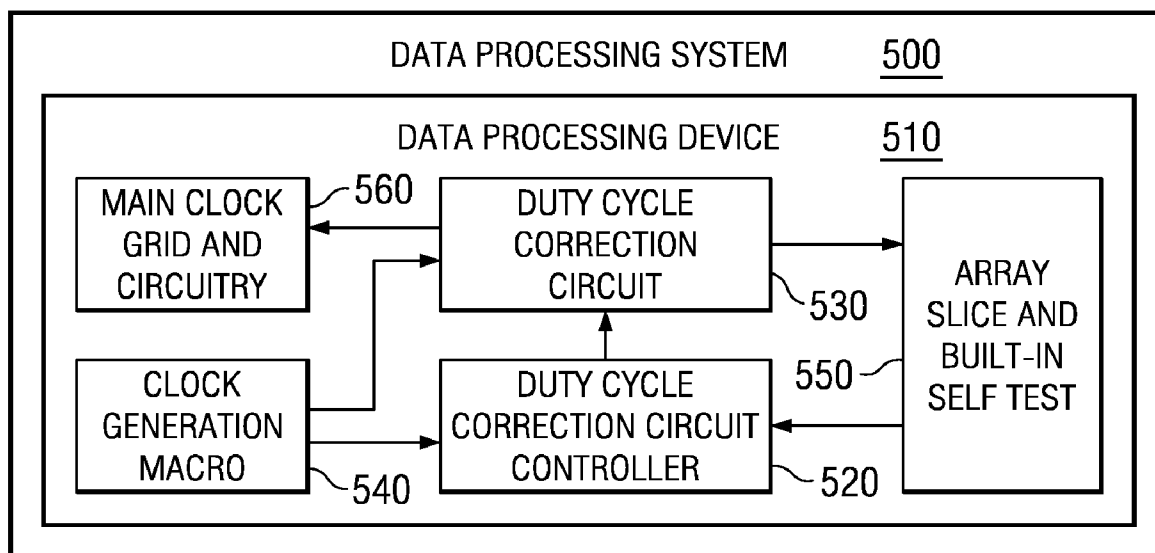 DATA PROCESSING SYSTEM 500
DATA PROCESSING DEVICE 510
MAIN CLOCK
GRID AND
CIRCUITRY
560
DUTY CYCLE
CORRECTION
CIRCUIT
530
ARRAY
SLICE AND
BUILT-IN
SELF TEST
550
CLOCK
GENERATION
MACRO
540
DUTY CYCLE
CORRECTION CIRCUIT
CONTROLLER
520